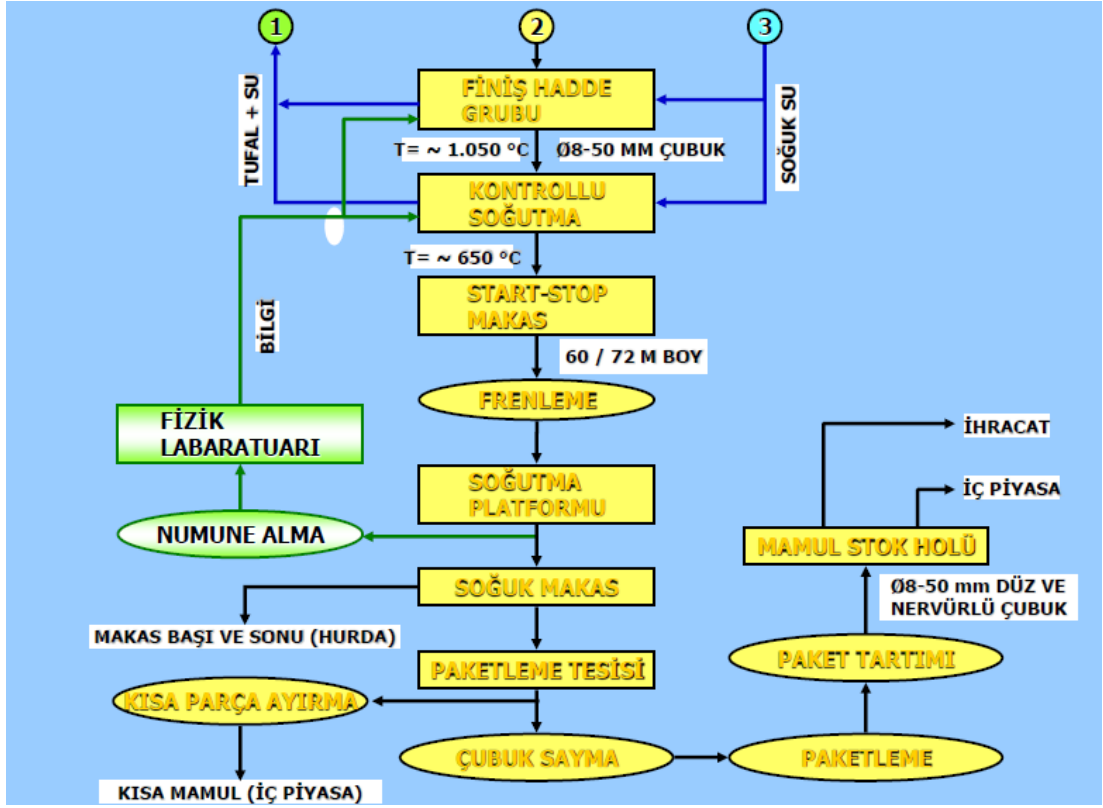 1
2
3
FİNİŞ HADDE
GRUBU
TUFAL + SU
SOĞUK SU
T= ~ 1.050 °C
Ø8-50 MM ÇUBUK
KONTROLLU
SOĞUTMA
T= ~ 650 °C
START-STOP
MAKAS
BİLGİ
60 / 72 M BOY
FRENLEME
FİZİK
LABARATUARI
İHRACAT
SOĞUTMA
PLATFORMU
İÇ PİYASA
NUMUNE ALMA
MAMUL STOK HOLÜ
SOĞUK MAKAS
Ø8-50 mm DÜZ VE
NERVÜRLÜ ÇUBUK
MAKAS BAŞI VE SONU (HURDA)
PAKETLEME TESİSİ
PAKET TARTIMI
KISA PARÇA AYIRMA
ÇUBUK SAYMA
PAKETLEME
KISA MAMUL (İÇ PİYASA)